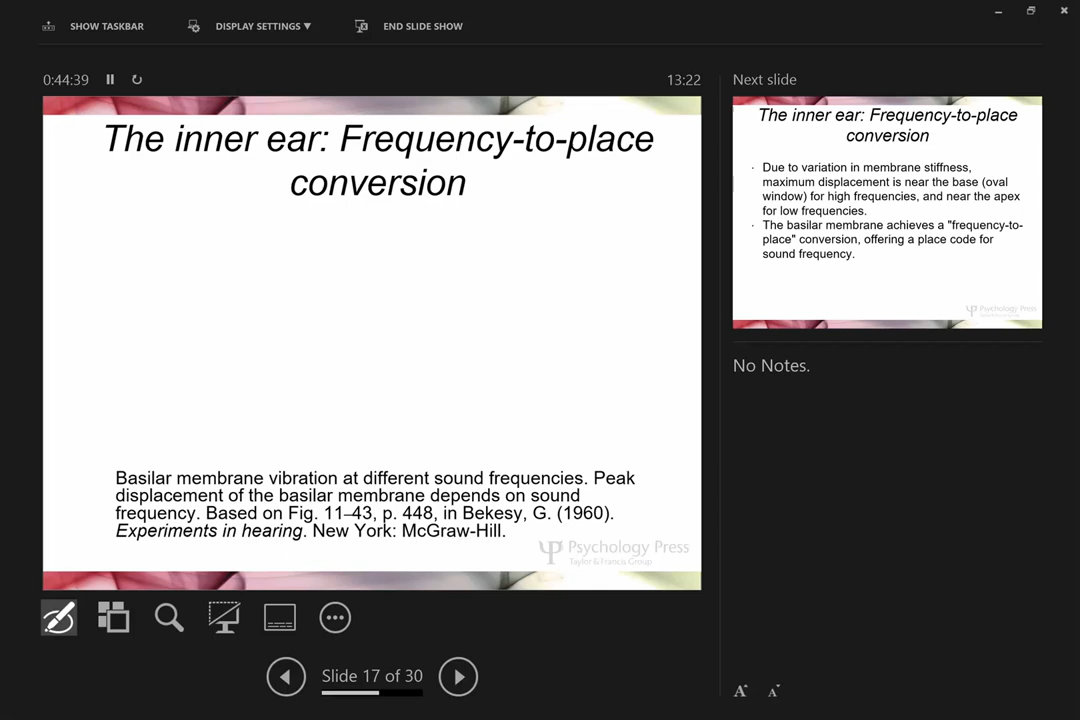 SHOW TASKBAR
DISPLAY SETTINGS ▼
END SLIDE SHOW
0:44:39
13:22
The inner ear: Frequency-to-place
conversion
Basilar membrane vibration at different sound frequencies. Peak
displacement of the basilar membrane depends on sound
frequency. Based on Fig. 11–43, p. 448, in Bekesy, G. (1960).
Experiments in hearing. New York: McGraw-Hill.
Psychology Press
Taylor & Francis Group
Slide 17 of 30
Next slide
The inner ear: Frequency-to-place
conversion
· Due to variation in membrane stiffness,
maximum displacement is near the base (oval
window) for high frequencies, and near the apex
for low frequencies.
· The basilar membrane achieves a "frequency-to-
place" conversion, offering a place code for
sound frequency.
Psychology Press
No Notes.
A A